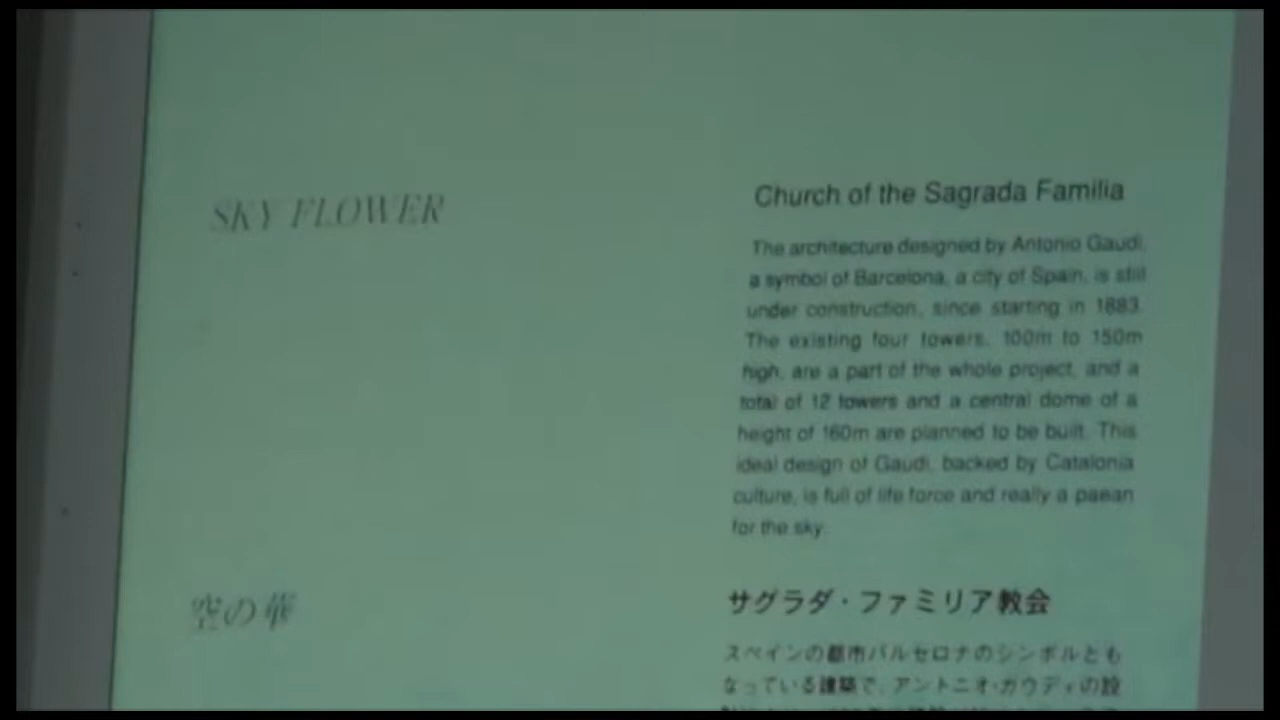 SKY FLOWER
Church of the Sagrada Familia
The architecture designed by Antonio Gaudi,
a symbol of Barcelona, a city of Spain, is still
under construction, since starting in 1883.
The existing four towers, 100m to 150m
high, are a part of the whole project, and a
total of 12 towers and a central dome of a
height of 160m are planned to be built. This
ideal design of Gaudi, backed by Catalonia
culture, is full of life force and really a paean
for the sky.
空の華
サグラダ・ファミリア教会
スペインの都市バルセロナのシンボルとも
なっている建築で、アントニオ・ガウディの設